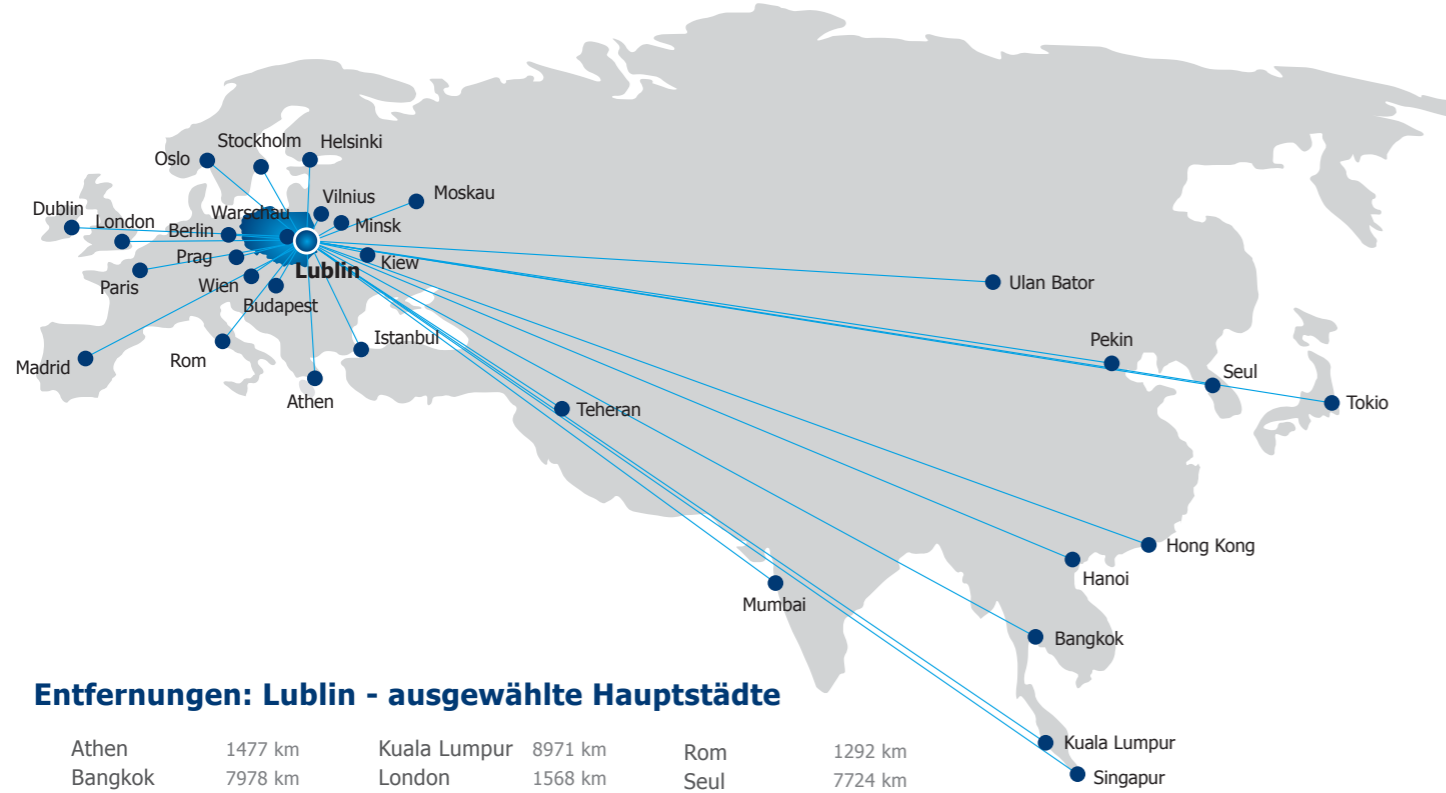 Stockholm
Helsinki
Oslo
Vilnius
Moskau
Dublin
London
Warschau
Minsk
Berlin
Prag
Kiew
Lublin
Paris
Wien
Budapest
Ulan Bator
Istanbul
Pekin
Madrid
Rom
Seul
Athen
Teheran
Tokio
Hong Kong
Hanoi
Mumbai
Bangkok
Entfernungen: Lublin - ausgewählte Hauptstädte
Kuala Lumpur
Singapur
Athen 1477 km Kuala Lumpur 8971 km Rom 1292 km
Bangkok 7978 km London 1568 km Seul 7724 km